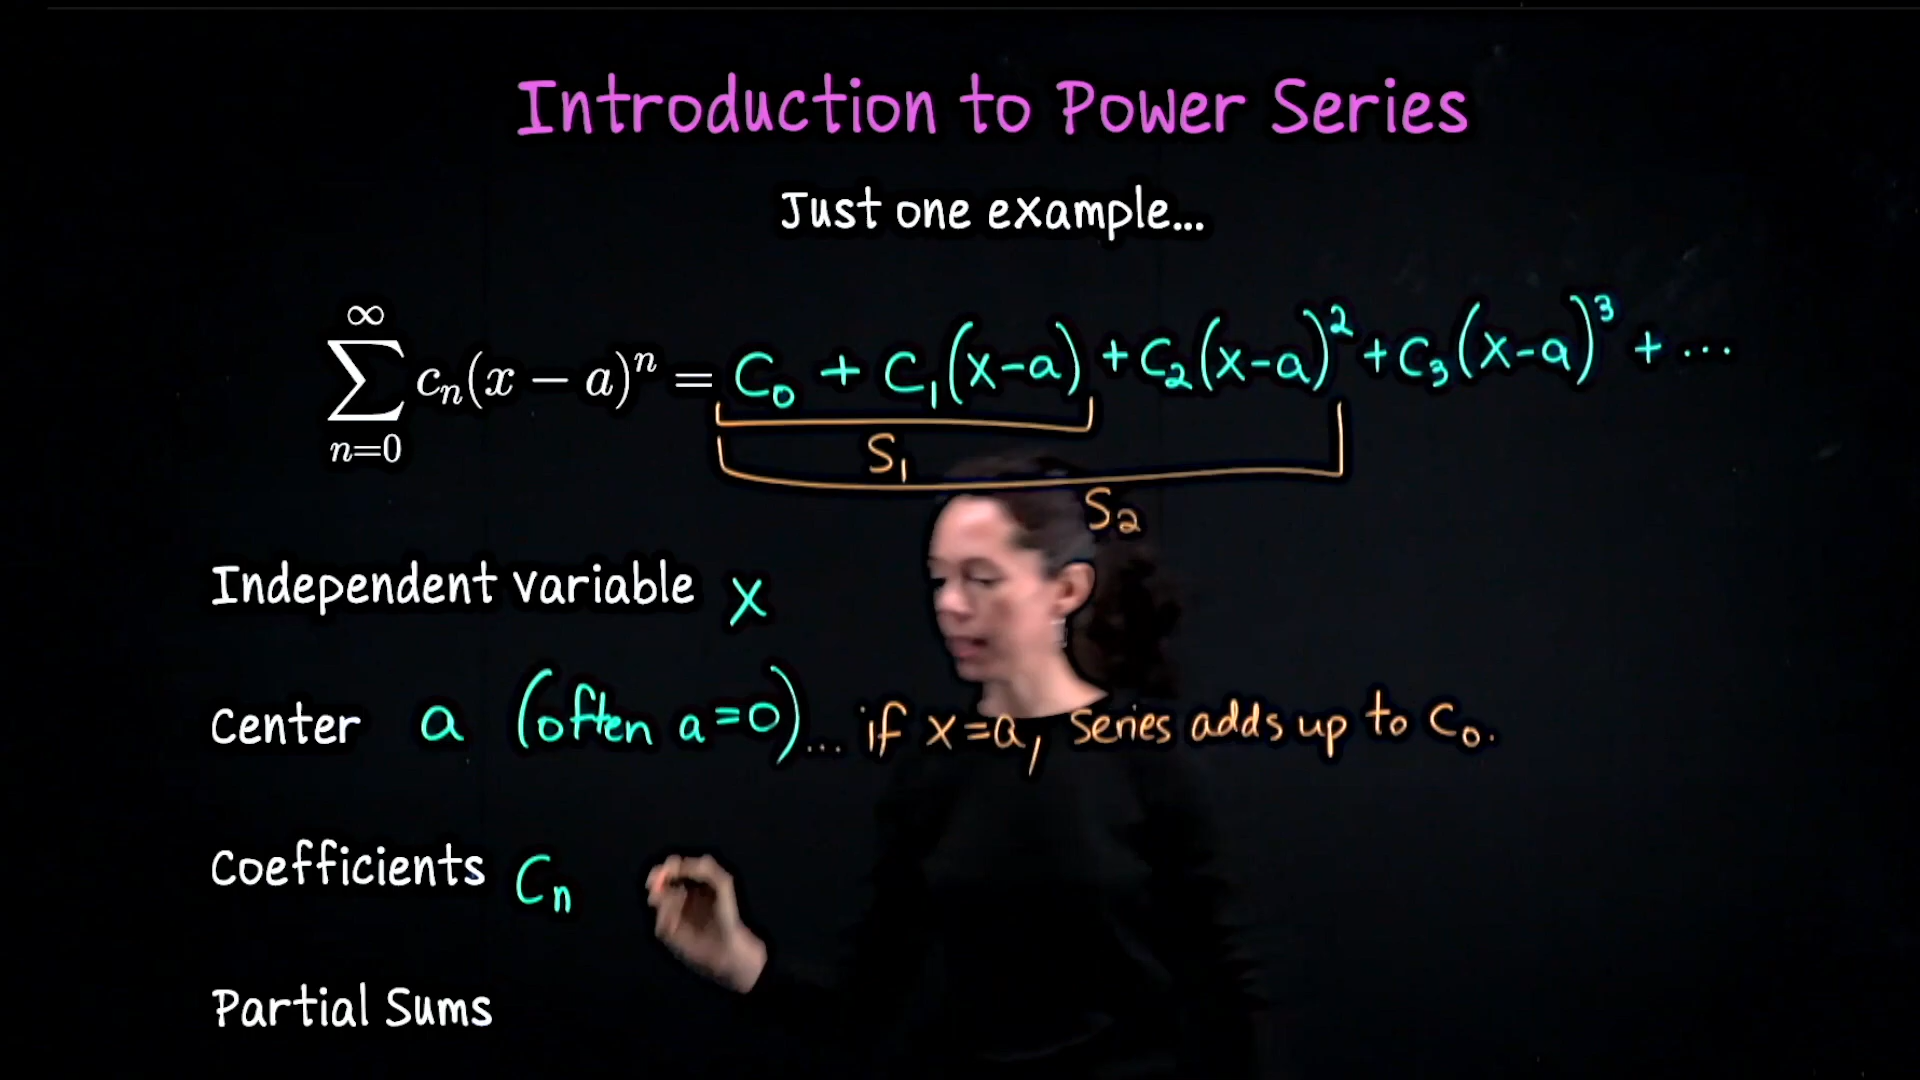 Introduction to Power Series
Just one example...
∞
∑ cₙ(x − a)ⁿ = C₀ + C₁(x-a) + C₂(x-a)² + C₃(x-a)³ + ...
n=0
S₁
S₂
Independent variable x
Center a (often a=0)... if x=a, series adds up to C₀.
Coefficients Cₙ
Partial Sums